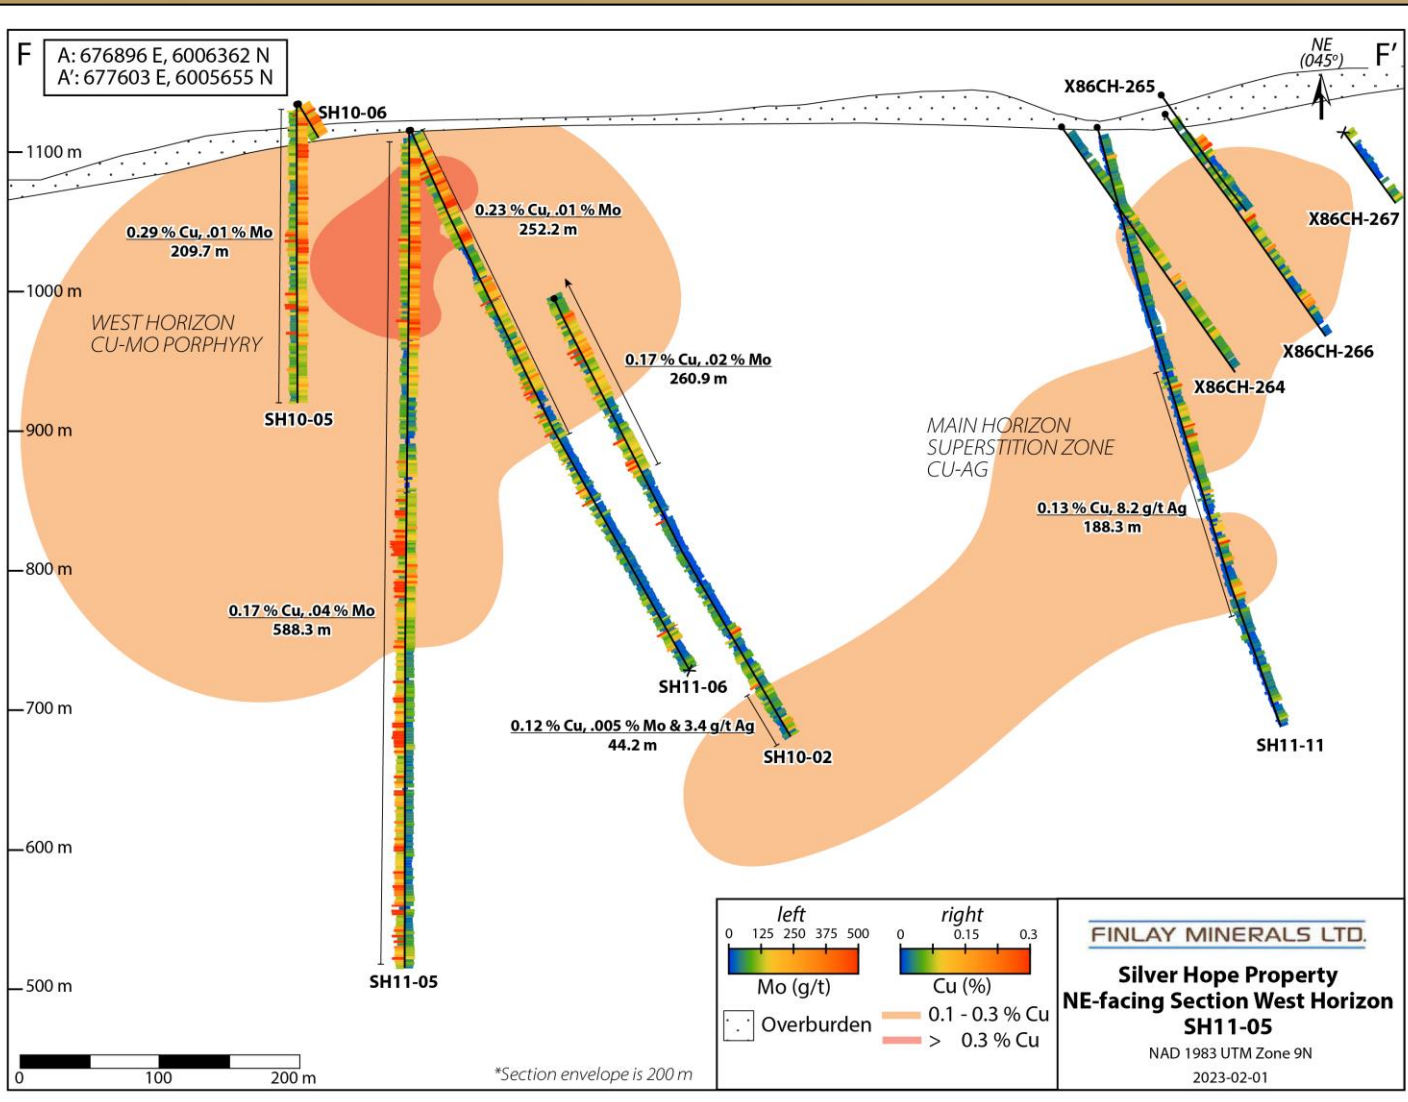 F
A: 676896 E, 6006362 N
A': 677603 E, 6005655 N
NE
(045º)
F'
X86CH-265
SH10-06
1100 m
0.23 % Cu, .01 % Mo
252.2 m
X86CH-267
0.29 % Cu, .01 % Mo
209.7 m
1000 m
WEST HORIZON
CU-MO PORPHYRY
0.17 % Cu, .02 % Mo
260.9 m
X86CH-266
X86CH-264
SH10-05
900 m
MAIN HORIZON
SUPERSTITION ZONE
CU-AG
0.13 % Cu, 8.2 g/t Ag
188.3 m
800 m
0.17 % Cu, .04 % Mo
588.3 m
SH11-06
700 m
0.12 % Cu, .005 % Mo & 3.4 g/t Ag
44.2 m
SH10-02
SH11-11
600 m
SH11-05
500 m
left
0 125 250 375 500
Mo (g/t)
right
0 0.15 0.3
Cu (%)
Overburden
0.1 - 0.3 % Cu
> 0.3 % Cu
FINLAY MINERALS LTD.
Silver Hope Property
NE-facing Section West Horizon
SH11-05
NAD 1983 UTM Zone 9N
2023-02-01
0 100 200 m
*Section envelope is 200 m